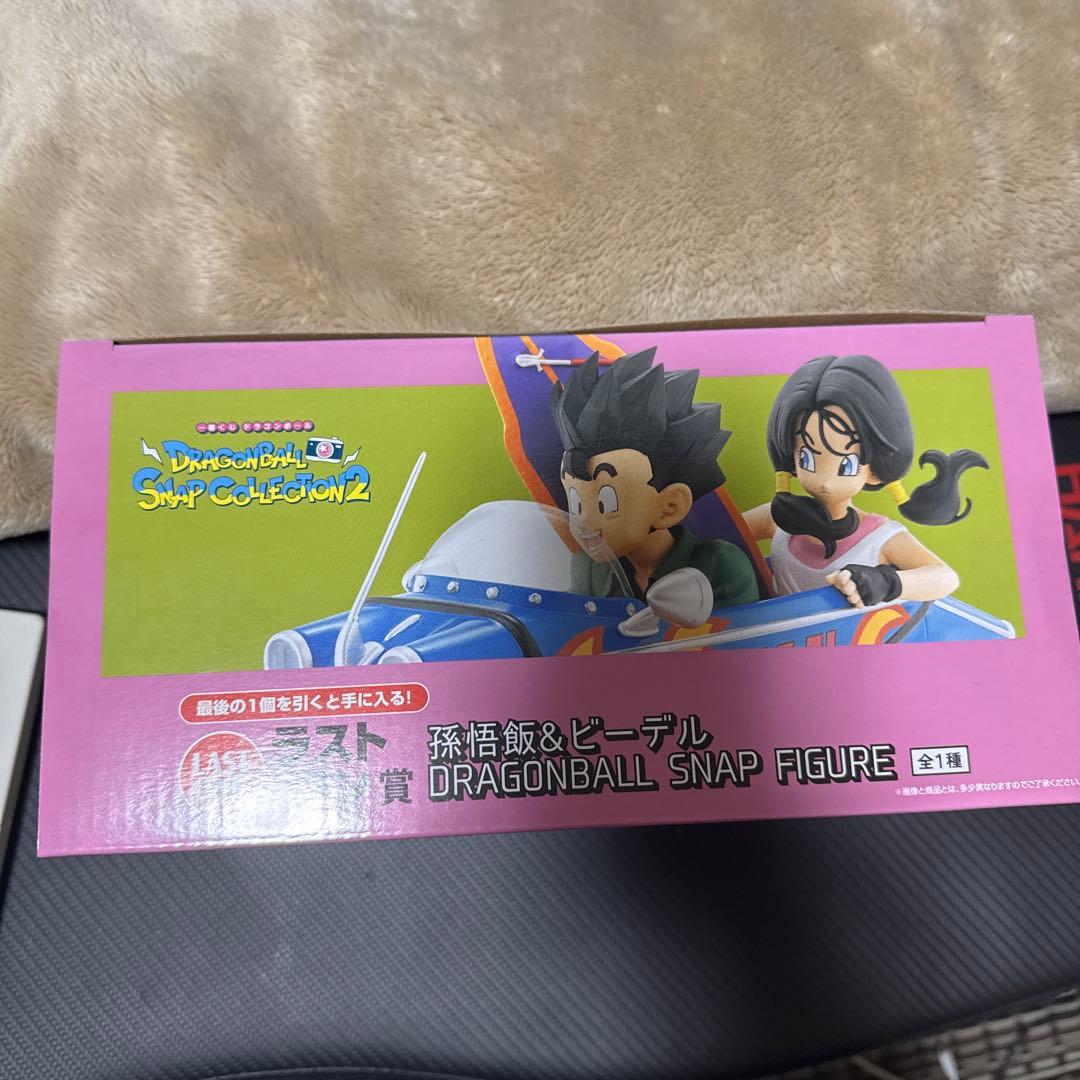 一番くじ ドラゴンボール
DRAGONBALL
SNAP COLLECTION2
最後の1個を引くと手に入る!
LAST
ラスト
賞
孫悟飯&ビーデル
DRAGONBALL SNAP FIGURE
全1種
※画像と商品とは、多少異なりますのでご了承ください。